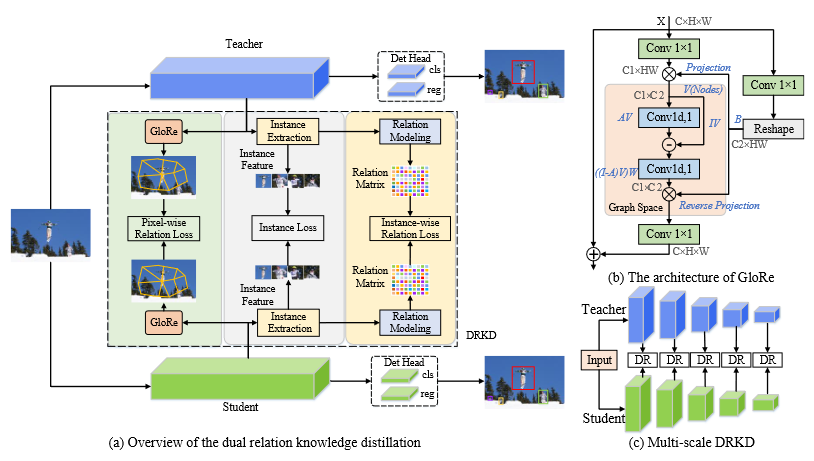 Teacher
Det Head
cls
reg
GloRe
Instance
Extraction
Relation
Modeling
Instance
Feature
Relation
Matrix
Pixel-wise
Relation Loss
Instance Loss
Instance-wise
Relation Loss
Instance
Feature
Relation
Matrix
GloRe
Instance
Extraction
Relation
Modeling
DRKD
Det Head
cls
reg
Student
(a) Overview of the dual relation knowledge distillation
X
C×H×W
Conv 1×1
C1×HW
Projection
Conv 1×1
C1×C2
V(Nodes)
Conv1d,1
AV
IV
B
Reshape
C2×HW
Conv1d,1
((I-A)V)W
C1×C2
Graph Space
Reverse Projection
Conv 1×1
C×H×W
(b) The architecture of GloRe
Teacher
Input
DR
DR
DR
DR
DR
Student
(c) Multi-scale DRKD